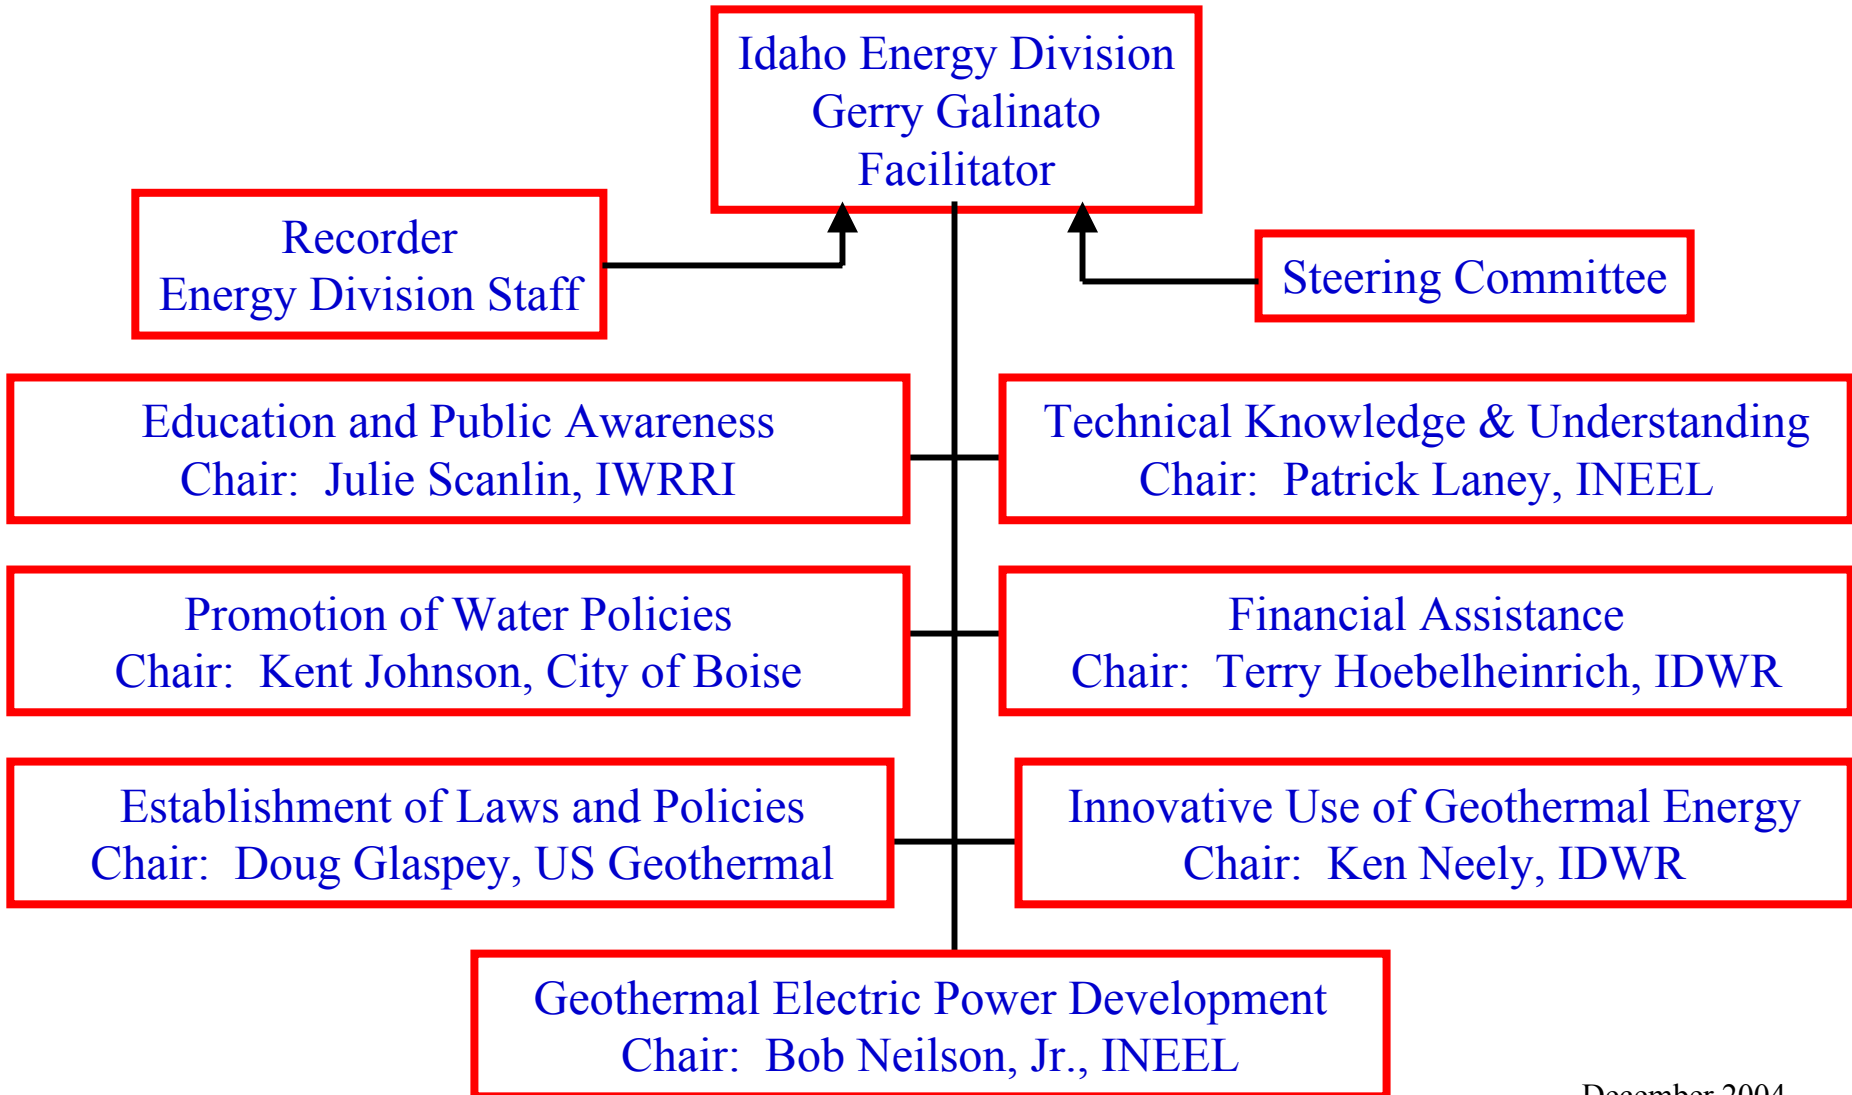 Idaho Energy Division
Gerry Galinato
Facilitator
Recorder
Energy Division Staff
Steering Committee
Education and Public Awareness
Chair: Julie Scanlin, IWRRI
Technical Knowledge & Understanding
Chair: Patrick Laney, INEEL
Promotion of Water Policies
Chair: Kent Johnson, City of Boise
Financial Assistance
Chair: Terry Hoebelheinrich, IDWR
Establishment of Laws and Policies
Chair: Doug Glaspey, US Geothermal
Innovative Use of Geothermal Energy
Chair: Ken Neely, IDWR
Geothermal Electric Power Development
Chair: Bob Neilson, Jr., INEEL
December 2004